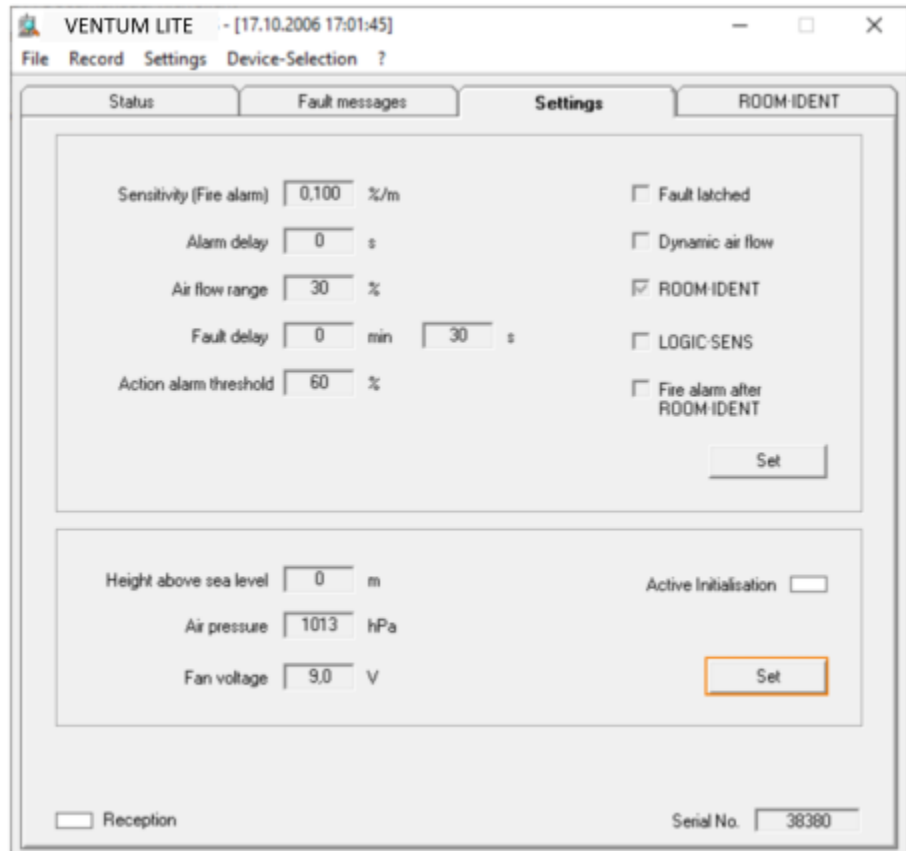 VENTUM LITE - [17.10.2006 17:01:45]
File Record Settings Device-Selection ?
Status Fault messages Settings ROOM-IDENT
Sensitivity (Fire alarm) 0,100 %/m
Alarm delay 0 s
Air flow range 30 %
Fault delay 0 min 30 s
Action alarm threshold 60 %
Fault latched
Dynamic air flow
ROOM-IDENT
LOGIC-SENS
Fire alarm after
ROOM-IDENT
Set
Height above sea level 0 m
Air pressure 1013 hPa
Fan voltage 9,0 V
Active Initialisation
Set
Reception
Serial No. 38380